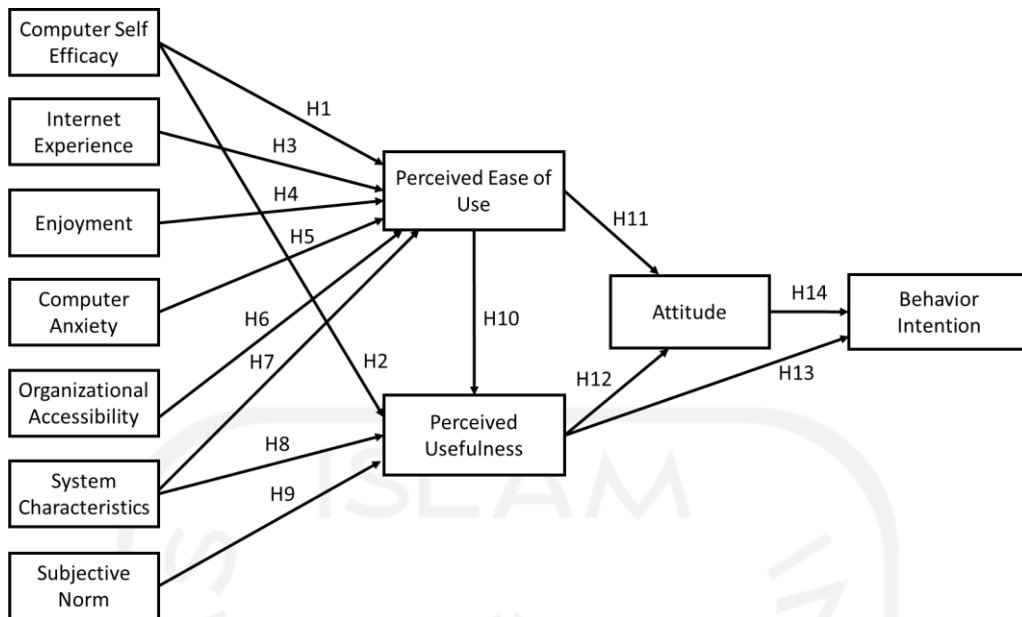 Computer Self
Efficacy
Internet
Experience
Enjoyment
Computer
Anxiety
Organizational
Accessibility
System
Characteristics
Subjective
Norm
H1
H3
H4
H5
H6
H7
H2
H8
H9
Perceived Ease of
Use
H10
Perceived
Usefulness
H11
H12
Attitude
H14
H13
Behavior
Intention
ISLAM